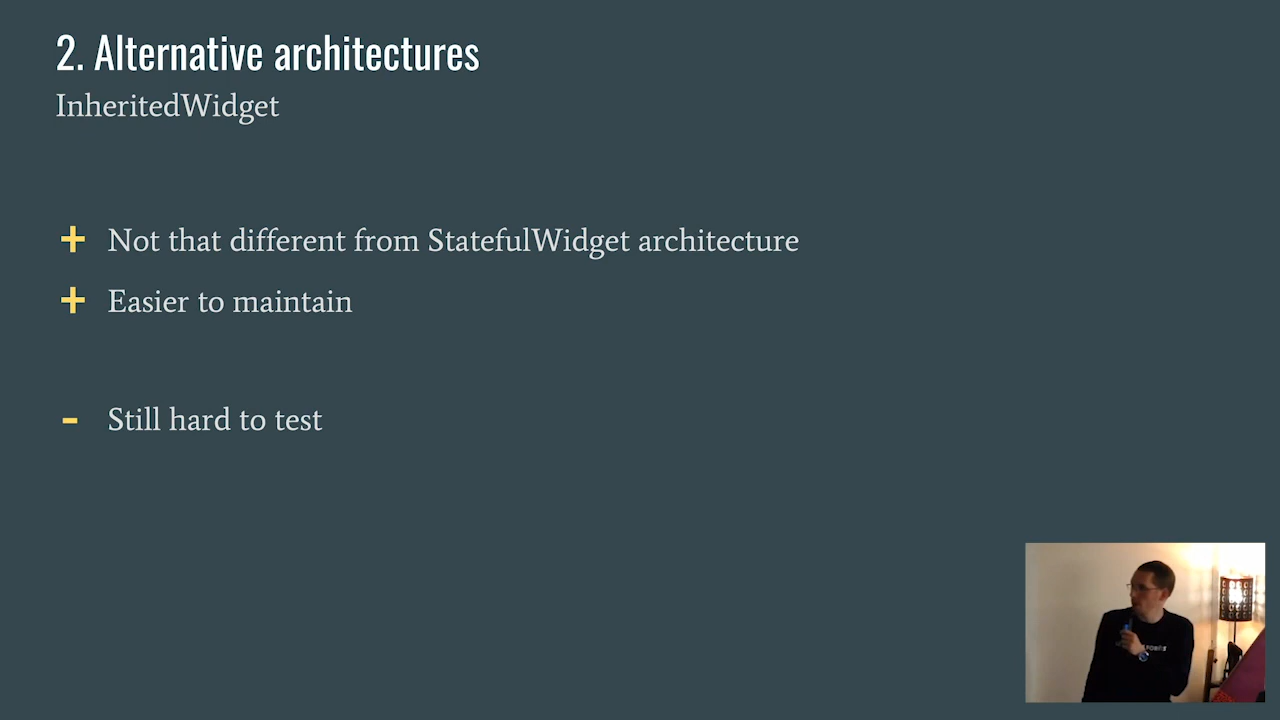 2. Alternative architectures
InheritedWidget
+ Not that different from StatefulWidget architecture
+ Easier to maintain
- Still hard to test